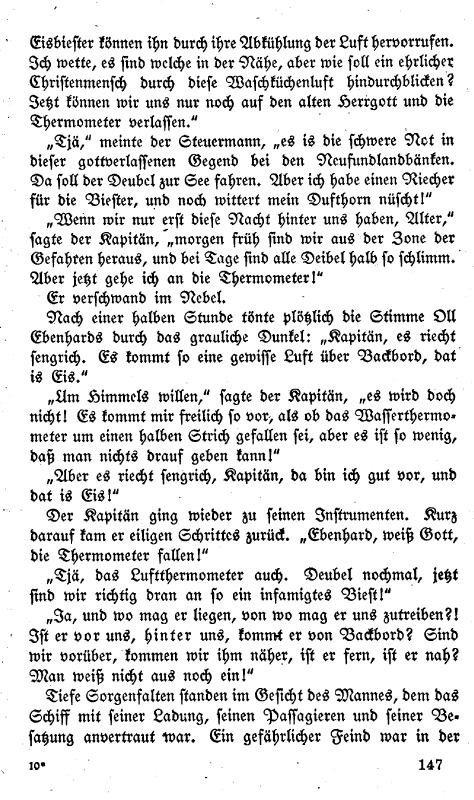 Eisbiester können ihn durch ihre Abkühlung der Luft hervorrufen.
Ich wette, es sind welche in der Nähe, aber wie soll ein ehrlicher
Christenmensch durch diese Waschküchenluft hindurchblicken?
Jetzt können wir uns nur noch auf den alten Herrgott und die
Thermometer verlassen.“
„Tjä,“ meinte der Steuermann, „es is die schwere Not in
dieser gottverlassenen Gegend bei den Neufundlandbänken.
Da soll der Deubel zur See fahren. Aber ich habe einen Riecher
für die Biester, und noch wittert mein Dufthorn nüscht!“
„Wenn wir nur erst diese Nacht hinter uns haben, Alter,“
sagte der Kapitän, „morgen früh sind wir aus der Zone der
Gefahren heraus, und bei Tage sind alle Deibel halb so schlimm.
Aber jetzt gehe ich an die Thermometer!“
Er verschwand im Nebel.
Nach einer halben Stunde tönte plötzlich die Stimme Oll
Ebenhards durch das grauliche Dunkel: „Kapitän, es riecht
sengrich. Es kommt so eine gewisse Luft über Backbord, dat
is Eis.“
„Um Himmels willen,“ sagte der Kapitän, „es wird doch
nicht! Es kommt mir freilich so vor, als ob das Wasserthermo-
meter um einen halben Strich gefallen sei, aber es ist so wenig,
daß man nichts drauf geben kann!“
„Aber es riecht sengrich, Kapitän, da bin ich gut vor, und
dat is Eis!“
Der Kapitän ging wieder zu seinen Instrumenten. Kurz
darauf kam er eiligen Schrittes zurück. „Ebenhard, weiß Gott,
die Thermometer fallen!“
„Tjä, das Luftthermometer auch. Deubel nochmal, jetzt
sind wir richtig dran an so ein infamigtes Biest!“
„Ja, und wo mag er liegen, von wo mag er uns zutreiben?!
Ist er vor uns, hinter uns, kommt er von Backbord? Sind
wir vorüber, kommen wir ihm näher, ist er fern, ist er nah?
Man weiß nicht aus noch ein!“
Tiefe Sorgenfalten standen im Gesicht des Mannes, dem das
Schiff mit seiner Ladung, seinen Passagieren und seiner Be-
satzung anvertraut war. Ein gefährlicher Feind war in der
10* 147